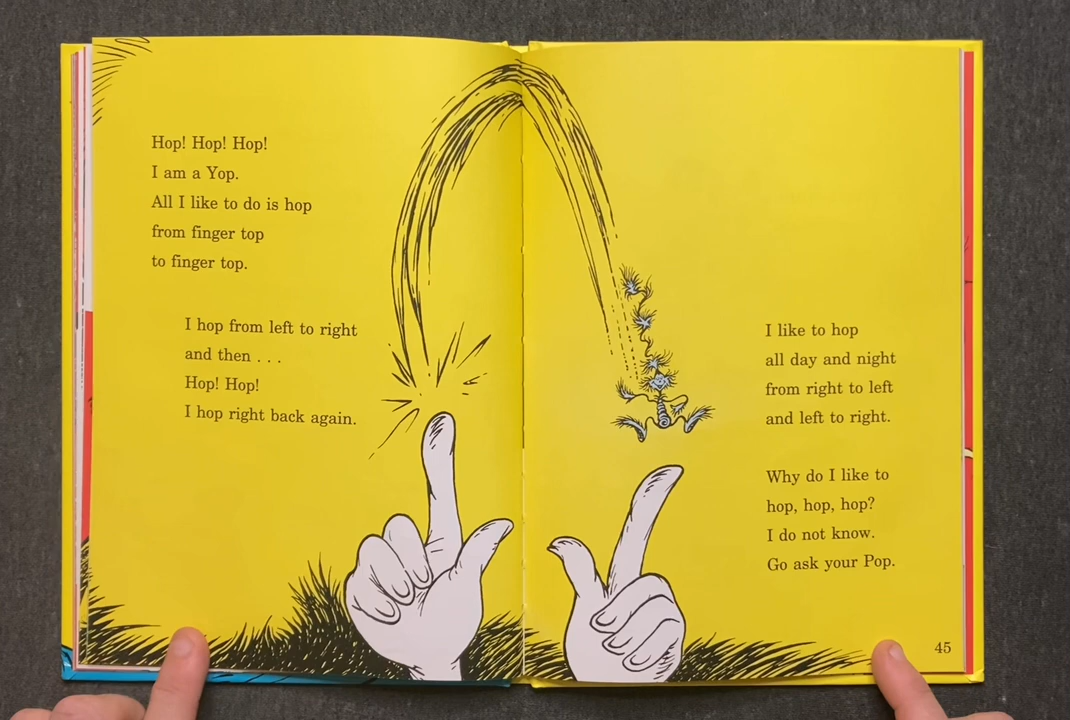 Hop! Hop! Hop!
I am a Yop.
All I like to do is hop
from finger top
to finger top.
I hop from left to right
and then . . .
Hop! Hop!
I hop right back again.
I like to hop
all day and night
from right to left
and left to right.
Why do I like to
hop, hop, hop?
I do not know.
Go ask your Pop.
45